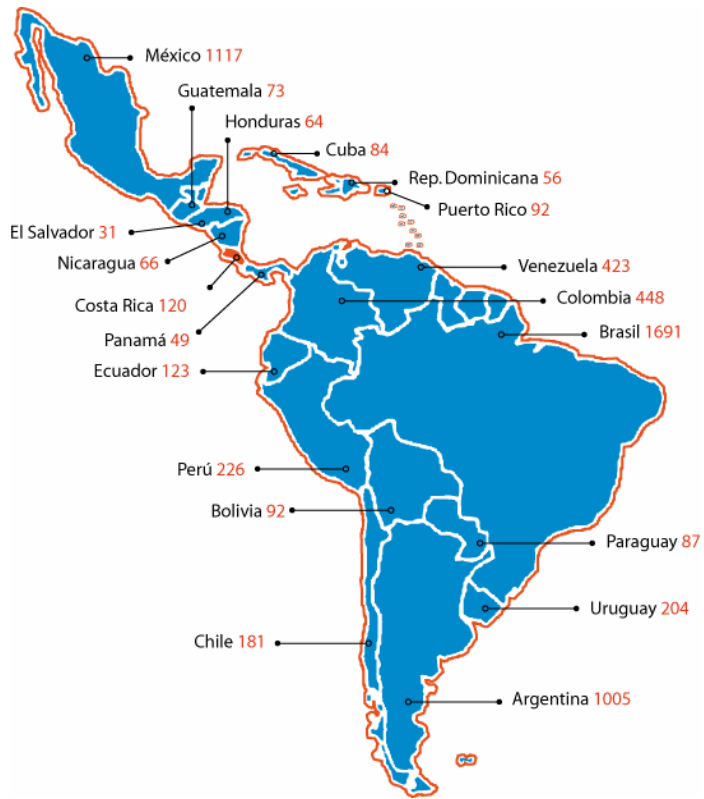 México 1117
Guatemala 73
Honduras 64
Cuba 84
Rep. Dominicana 56
Puerto Rico 92
El Salvador 31
Nicaragua 66
Venezuela 423
Costa Rica 120
Colombia 448
Panamá 49
Brasil 1691
Ecuador 123
Perú 226
Bolivia 92
Paraguay 87
Uruguay 204
Chile 181
Argentina 1005